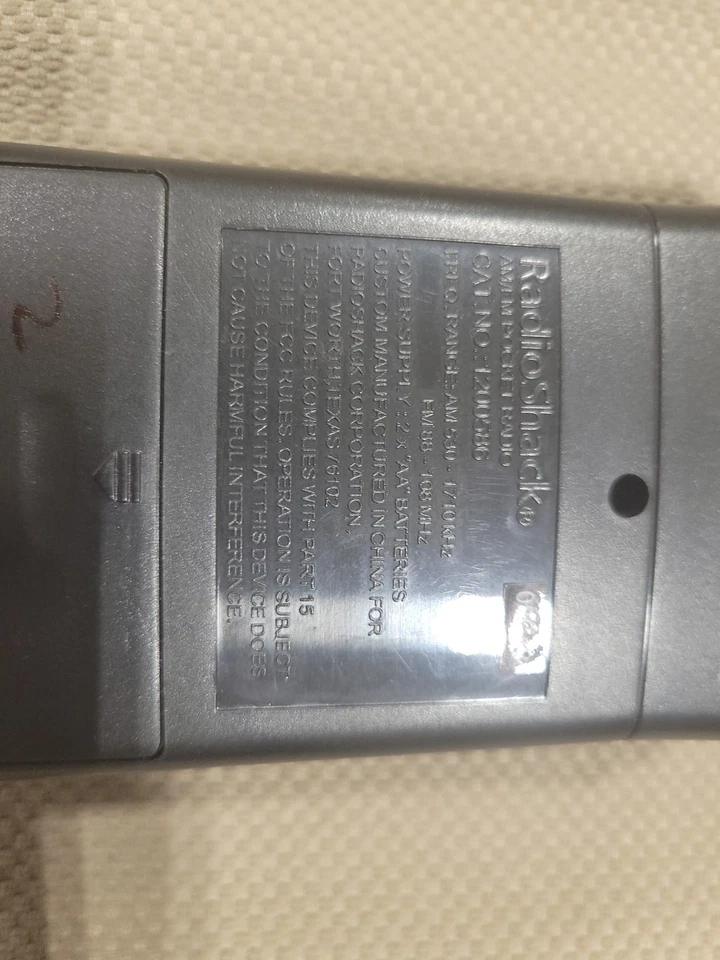 RadioShack®
AM/FM POCKET RADIO
CAT.NO.: 1200586
FREQ. RANGE: AM 530 - 1710 KHz
FM 88 - 108 MHz
POWER SUPPLY : 2 x "AA" BATTERIES
CUSTOM MANUFACTURED IN CHINA FOR
RADIOSHACK CORPORATION,
FORT WORTH, TEXAS 76102
THIS DEVICE COMPLIES WITH PART 15
OF THE FCC RULES. OPERATION IS SUBJECT
TO THE CONDITION THAT THIS DEVICE DOES
NOT CAUSE HARMFUL INTERFERENCE.
2